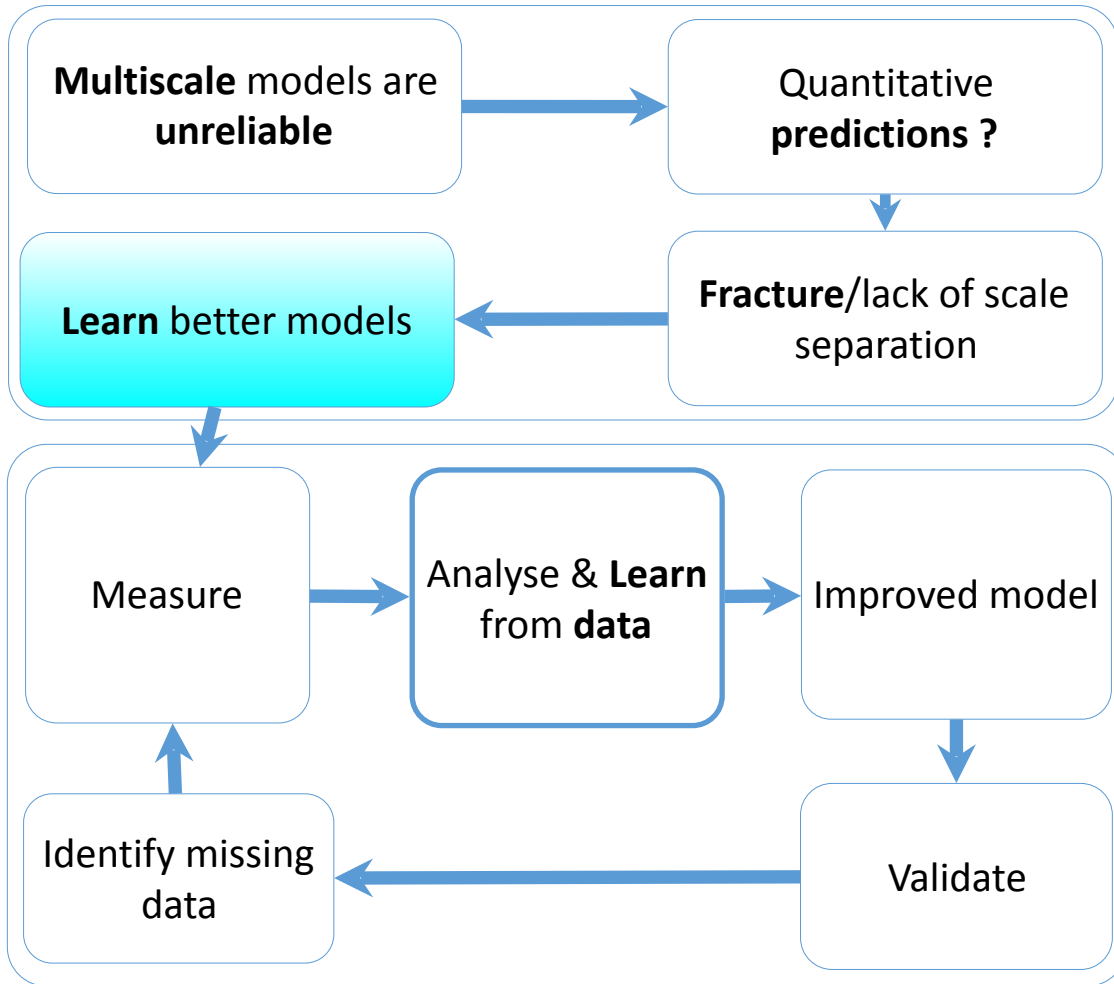 Multiscale models are
unreliable
Quantitative
predictions ?
Fracture/lack of scale
separation
Learn better models
Measure
Analyse & Learn
from data
Improved model
Validate
Identify missing
data